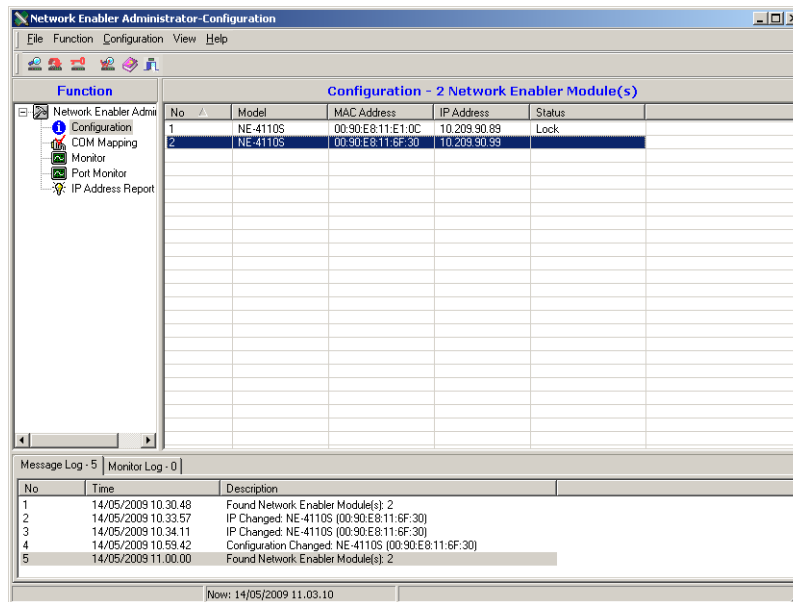 Network Enabler Administrator-Configuration
File Function Configuration View Help
Function
Configuration - 2 Network Enabler Module(s)
Network Enabler Admii
Configuration
COM Mapping
Monitor
Port Monitor
IP Address Report
No Model MAC Address IP Address Status
1 NE-4110S 00:90:E8:11:E1:0C 10.209.90.89 Lock
2 NE-4110S 00:90:E8:11:6F:30 10.209.90.99
Message Log - 5 Monitor Log - 0
No Time Description
1 14/05/2009 10.30.48 Found Network Enabler Module(s): 2
2 14/05/2009 10.33.57 IP Changed: NE-4110S (00:90:E8:11:6F:30)
3 14/05/2009 10.34.11 IP Changed: NE-4110S (00:90:E8:11:6F:30)
4 14/05/2009 10.59.42 Configuration Changed: NE-4110S (00:90:E8:11:6F:30)
5 14/05/2009 11.00.00 Found Network Enabler Module(s): 2
Now: 14/05/2009 11.03.10